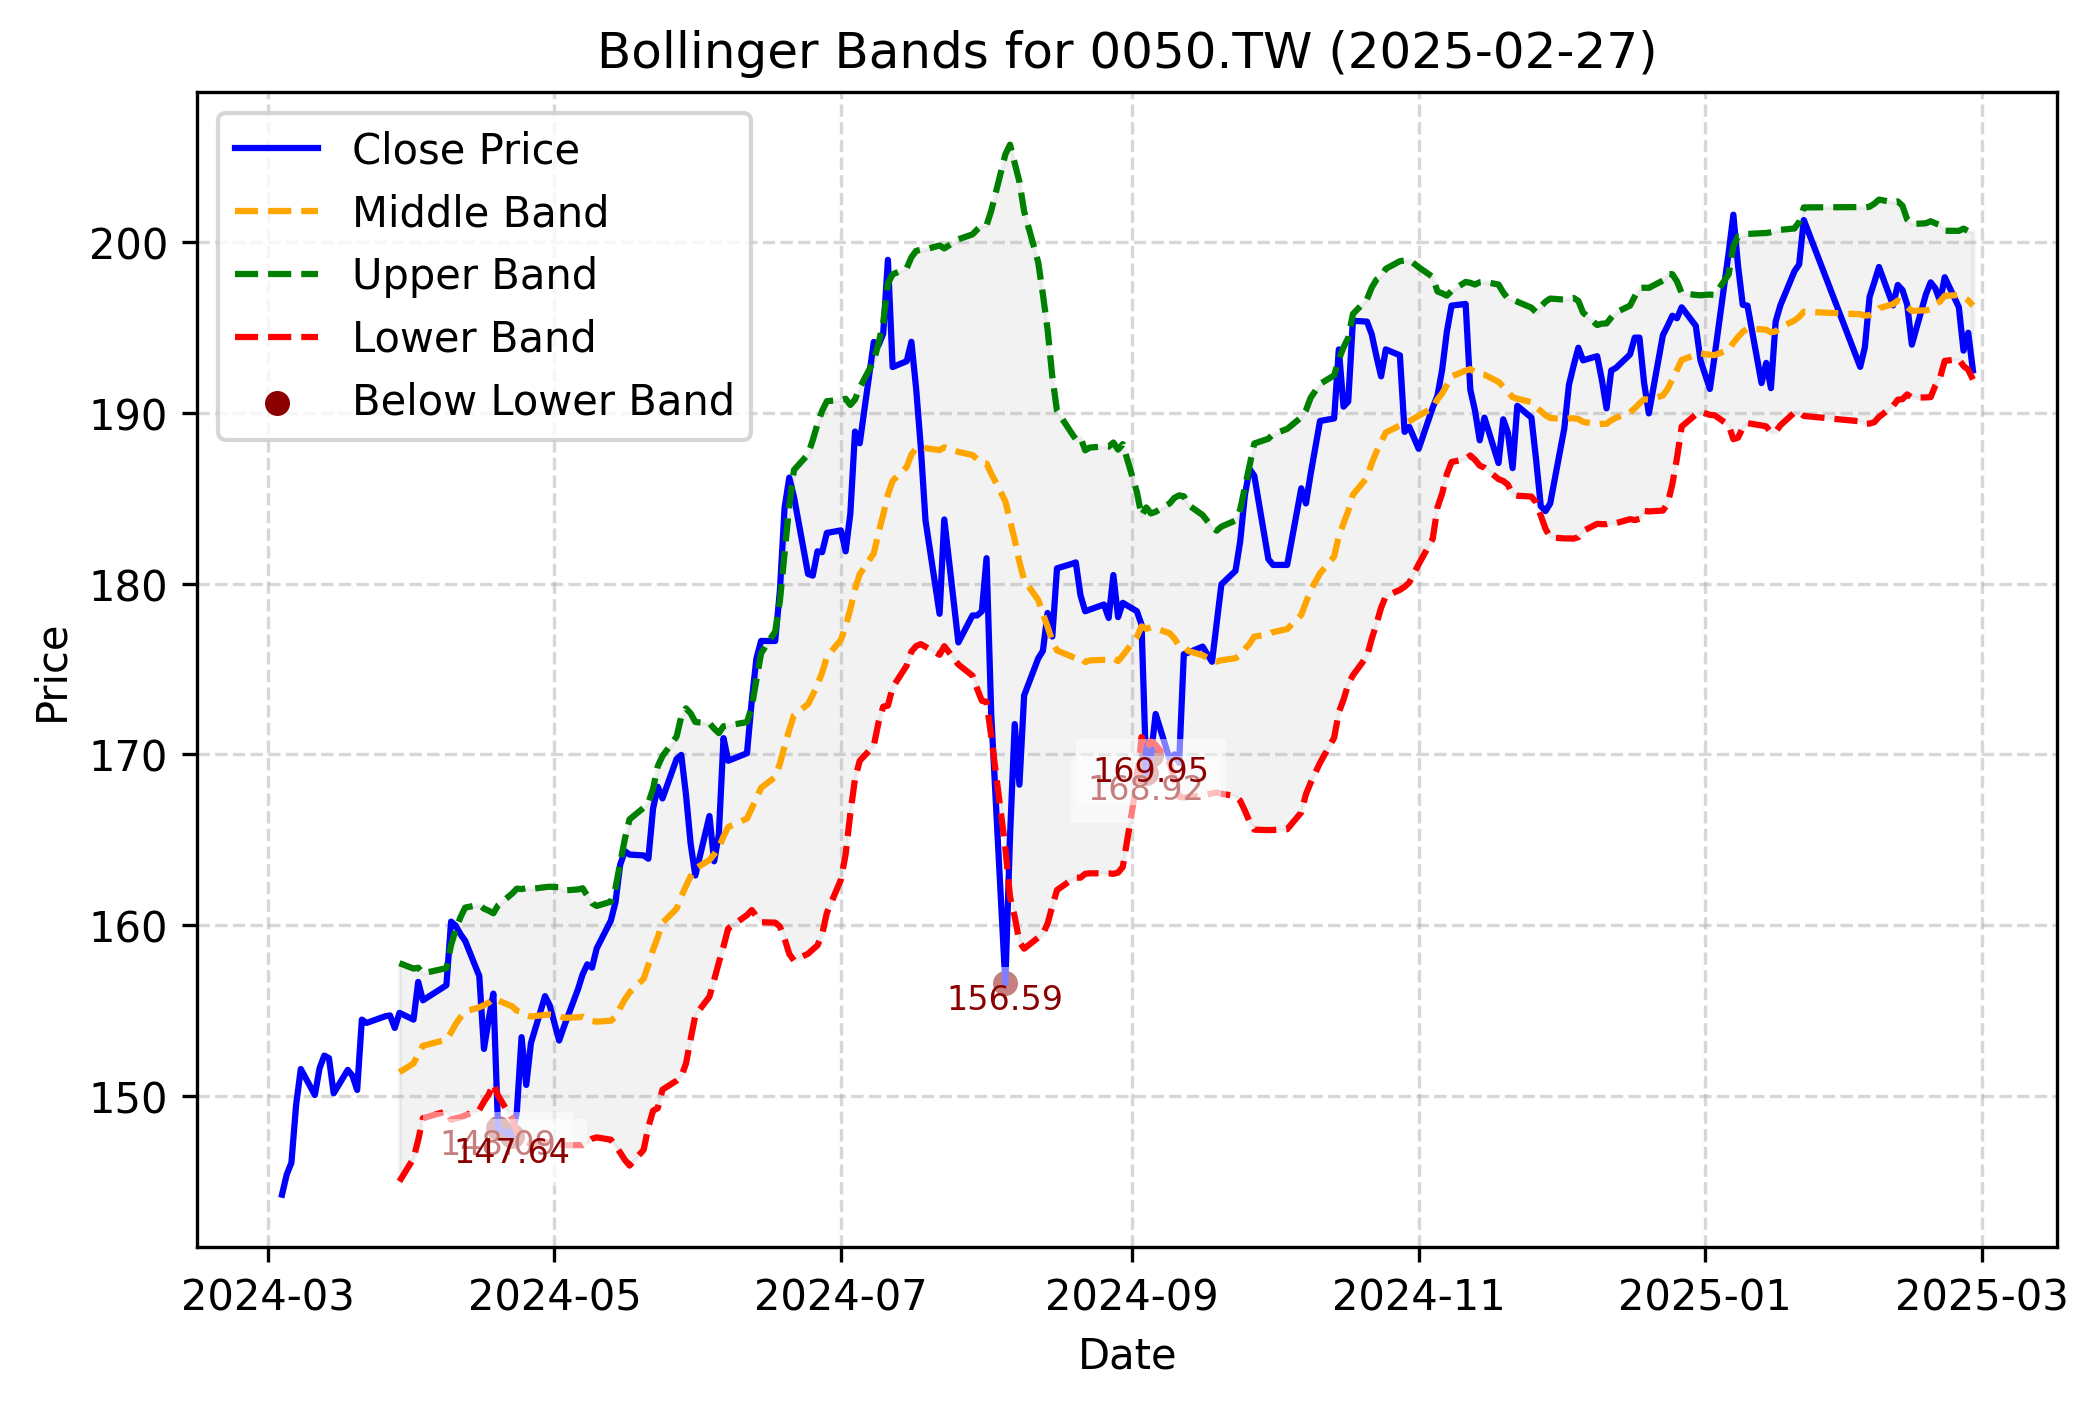 Bollinger Bands for 0050.TW (2025-02-27)
Close Price
Middle Band
Upper Band
Lower Band
Below Lower Band
Price
200
190
180
170
160
150
169.95
168.92
156.59
148.09
147.64
2024-03
2024-05
2024-07
2024-09
2024-11
2025-01
2025-03
Date